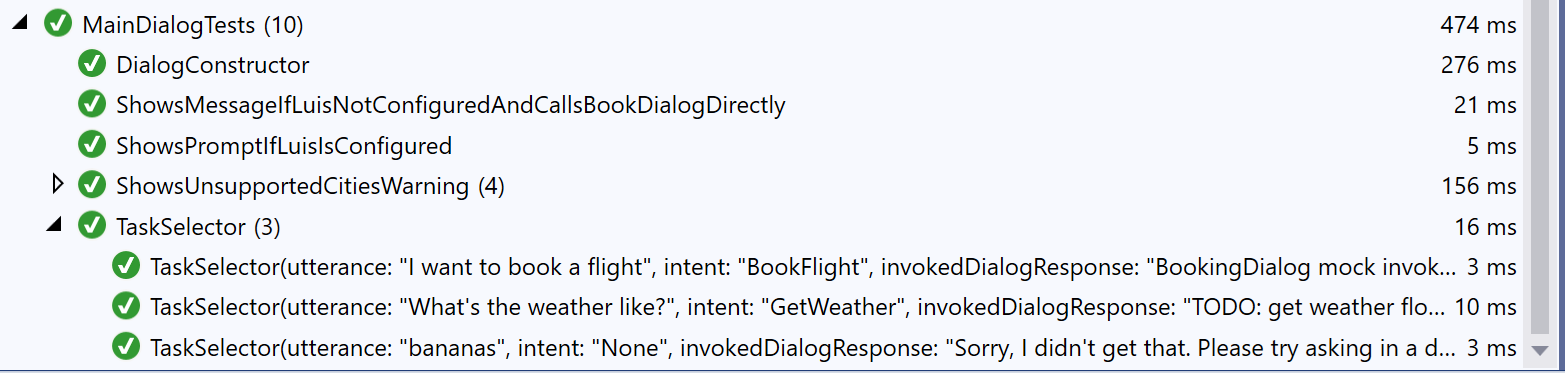 MainDialogTests (10) 474 ms
DialogConstructor 276 ms
ShowsMessageIfLuisNotConfiguredAndCallsBookDialogDirectly 21 ms
ShowsPromptIfLuisIsConfigured 5 ms
ShowsUnsupportedCitiesWarning (4) 156 ms
TaskSelector (3) 16 ms
TaskSelector(utterance: "I want to book a flight", intent: "BookFlight", invokedDialogResponse: "BookingDialog mock invok... 3 ms
TaskSelector(utterance: "What's the weather like?", intent: "GetWeather", invokedDialogResponse: "TODO: get weather flo... 10 ms
TaskSelector(utterance: "bananas", intent: "None", invokedDialogResponse: "Sorry, I didn't get that. Please try asking in a d... 3 ms